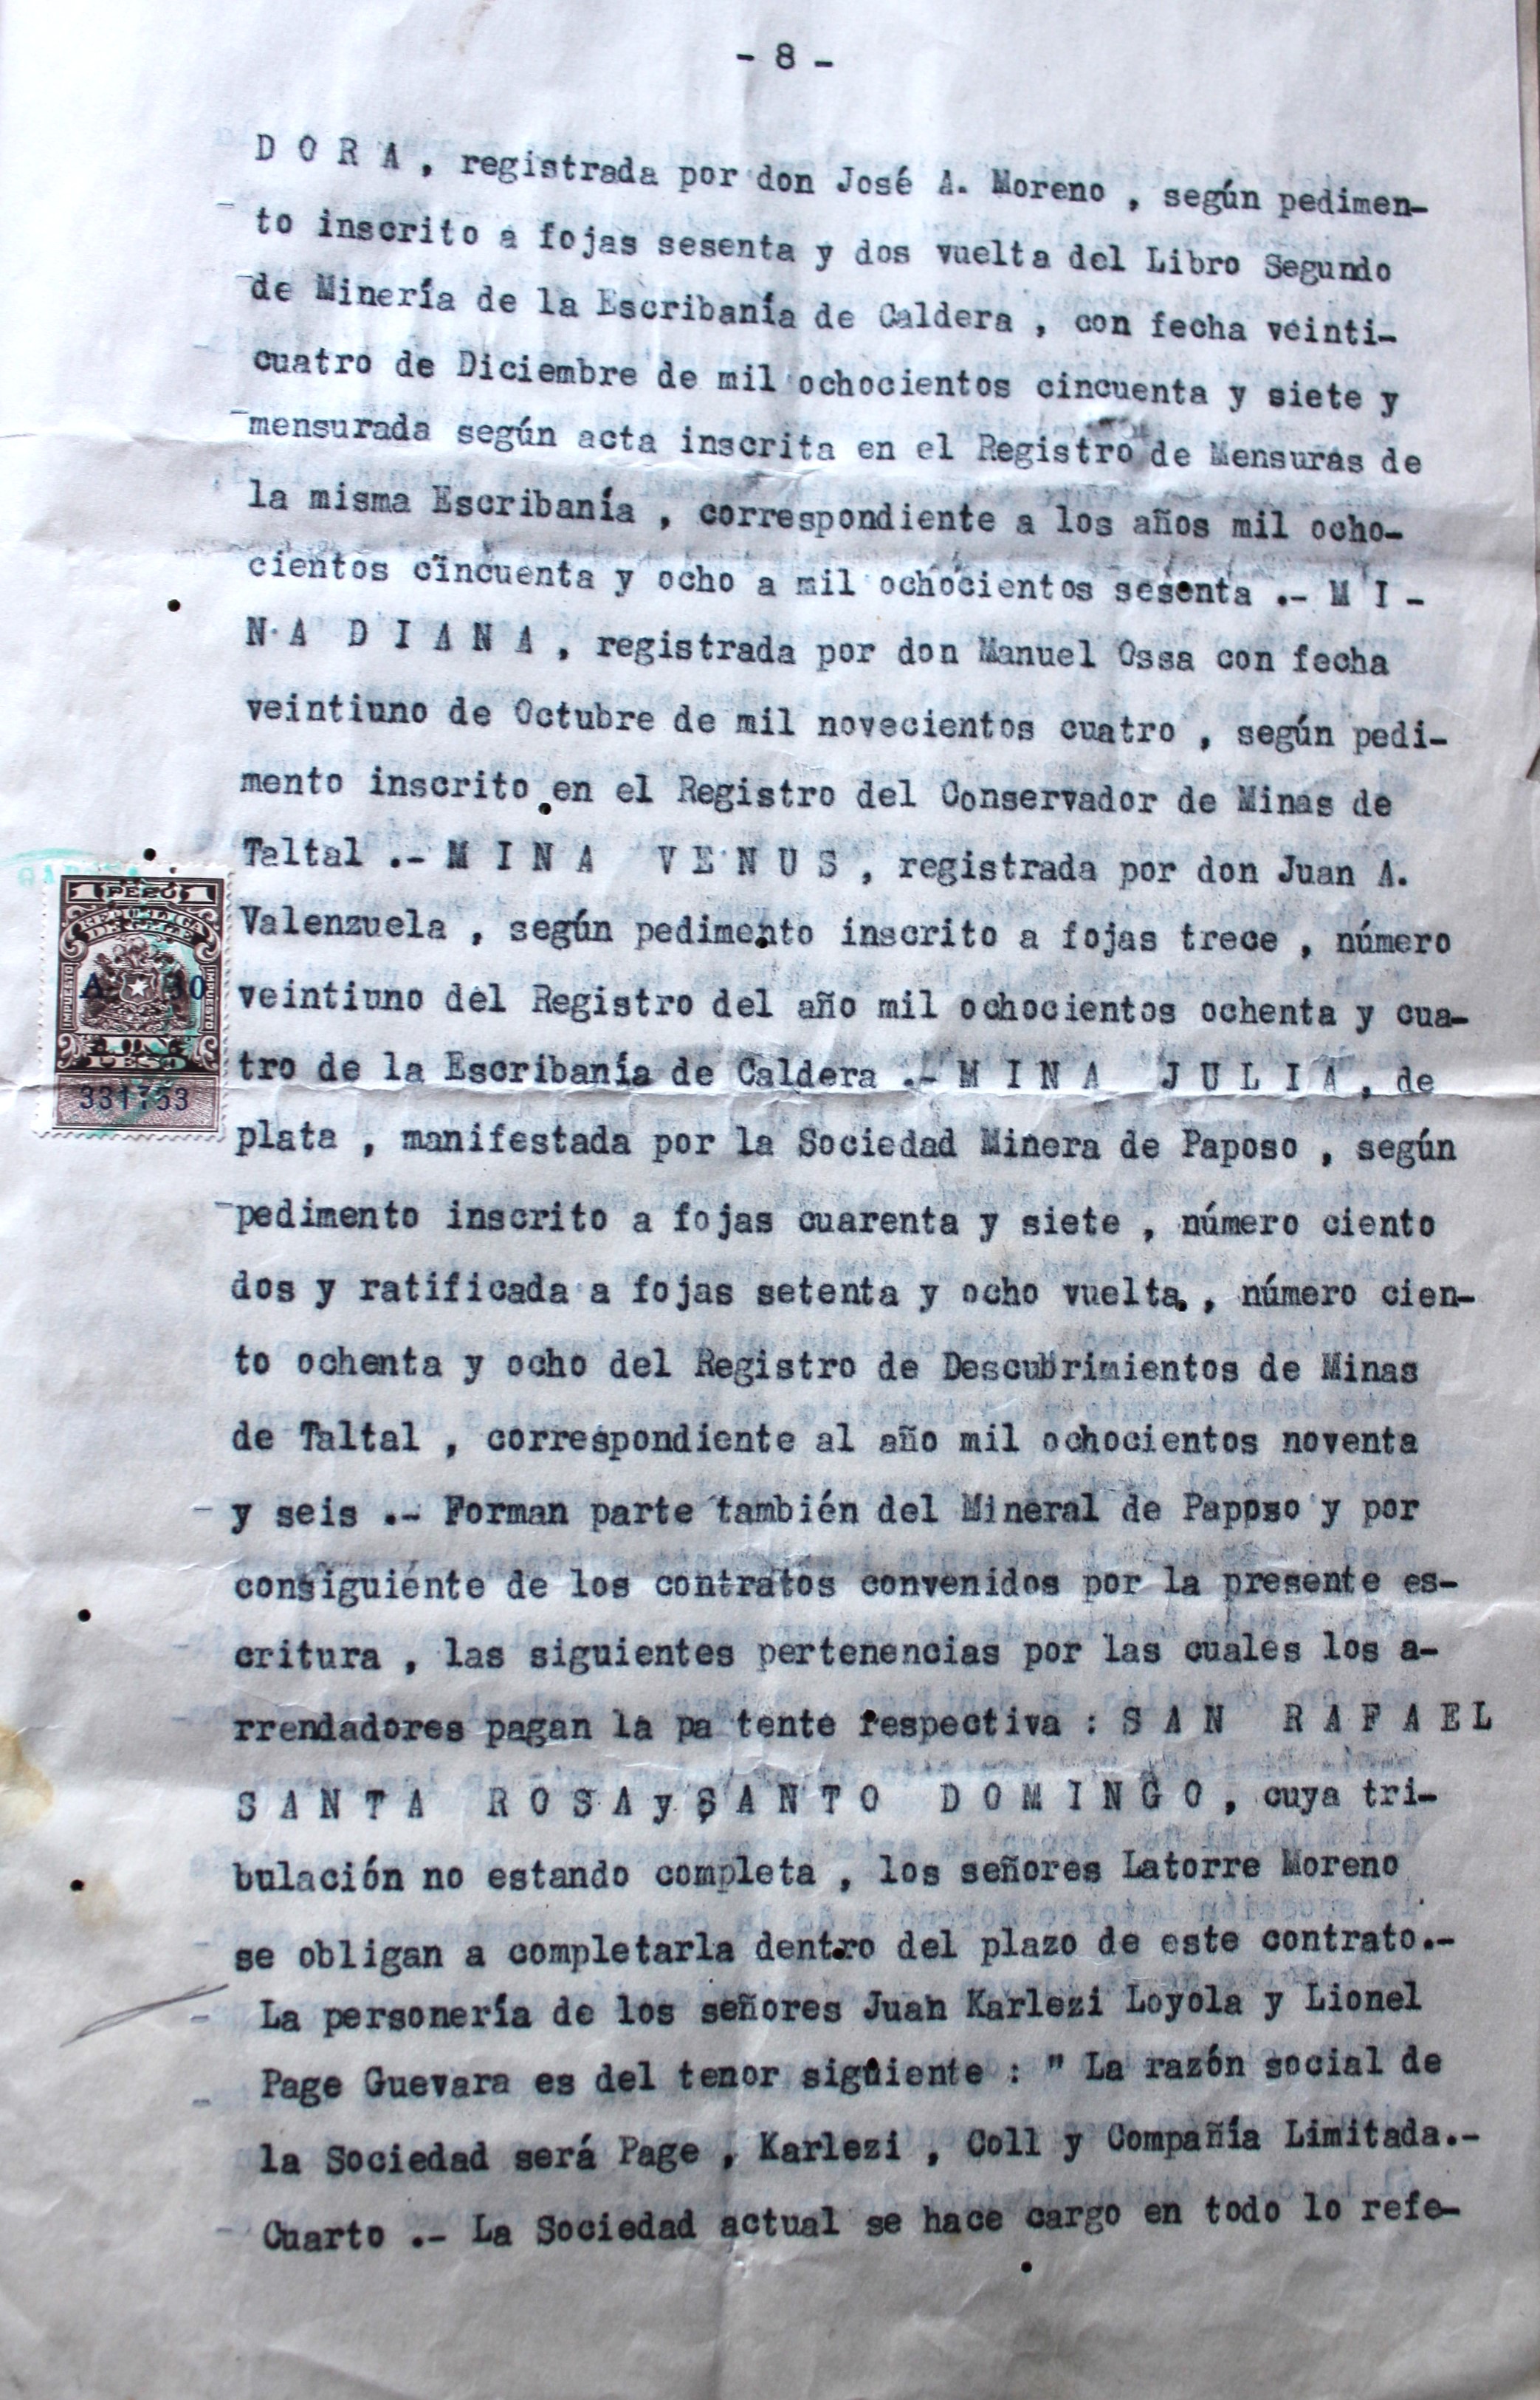 - 8 -
D O R A , registrada por don José A. Moreno , según pedimen-
to inscrito a fojas sesenta y dos vuelta del Libro Segundo
de Minería de la Escribanía de Caldera , con fecha veinti-
cuatro de Diciembre de mil ochocientos cincuenta y siete y
mensurada según acta inscrita en el Registro de Mensuras de
la misma Escribanía , correspondiente a los años mil ocho-
cientos cincuenta y ocho a mil ochocientos sesenta .- M I -
N A D I A N A , registrada por don Manuel Ossa con fecha
veintiuno de Octubre de mil novecientos cuatro , según pedi-
mento inscrito en el Registro del Conservador de Minas de
Taltal .- M I N A V E N U S , registrada por don Juan A.
Valenzuela , según pedimento inscrito a fojas trece , número
veintiuno del Registro del año mil ochocientos ochenta y cua-
tro de la Escribanía de Caldera .- M I N A J U L I A , de
plata , manifestada por la Sociedad Minera de Paposo , según
pedimento inscrito a fojas cuarenta y siete , número ciento
dos y ratificada a fojas setenta y ocho vuelta , número cien-
to ochenta y ocho del Registro de Descubrimientos de Minas
de Taltal , correspondiente al año mil ochocientos noventa
y seis .- Forman parte también del Mineral de Paposo y por
consiguiente de los contratos convenidos por la presente es-
critura , las siguientes pertenencias por las cuales los a-
rrendadores pagan la pa tente respectiva : S A N R A F A E L
S A N T A R O S A y S A N T O D O M I N G O , cuya tri-
bulación no estando completa , los señores Latorre Moreno
se obligan a completarla dentro del plazo de este contrato.-
La personería de los señores Juan Karlezi Loyola y Lionel
Page Guevara es del tenor siguiente : " La razón social de
la Sociedad será Page , Karlezi , Coll y Compañía Limitada.-
Cuarto .- La Sociedad actual se hace cargo en todo lo refe-
1 PESO 1
REPUBLICA
DE CHILE
IMPUESTO
IMPUESTO
A
UN
PESO
331753